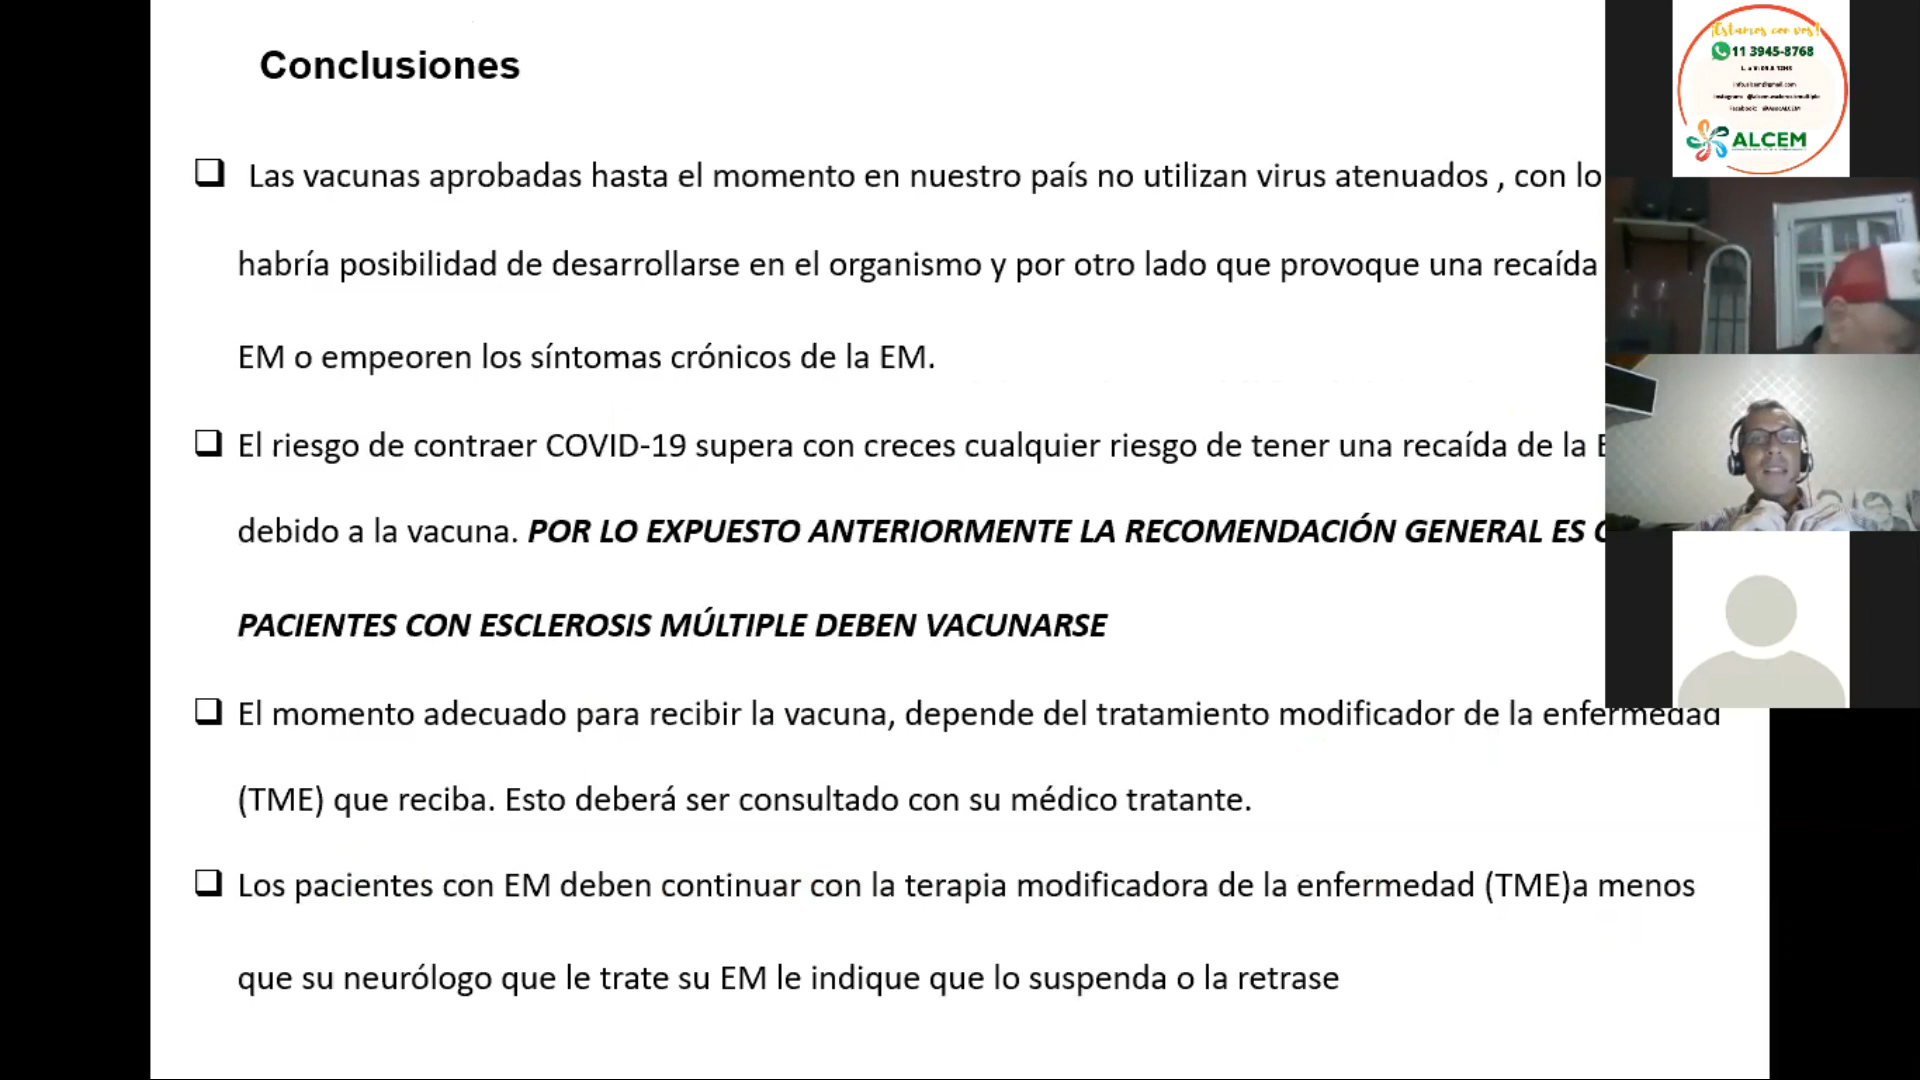 Conclusiones
Las vacunas aprobadas hasta el momento en nuestro país no utilizan virus atenuados , con lo
habría posibilidad de desarrollarse en el organismo y por otro lado que provoque una recaída
EM o empeoren los síntomas crónicos de la EM.
El riesgo de contraer COVID-19 supera con creces cualquier riesgo de tener una recaída de la
debido a la vacuna. POR LO EXPUESTO ANTERIORMENTE LA RECOMENDACIÓN GENERAL ES
PACIENTES CON ESCLEROSIS MÚLTIPLE DEBEN VACUNARSE
El momento adecuado para recibir la vacuna, depende del tratamiento modificador de la enfermedad
(TME) que reciba. Esto deberá ser consultado con su médico tratante.
Los pacientes con EM deben continuar con la terapia modificadora de la enfermedad (TME)a menos
que su neurólogo que le trate su EM le indique que lo suspenda o la retrase
¡Estamos con vos!
11 3945-8768
Instagram:
Facebook:
ALCEM